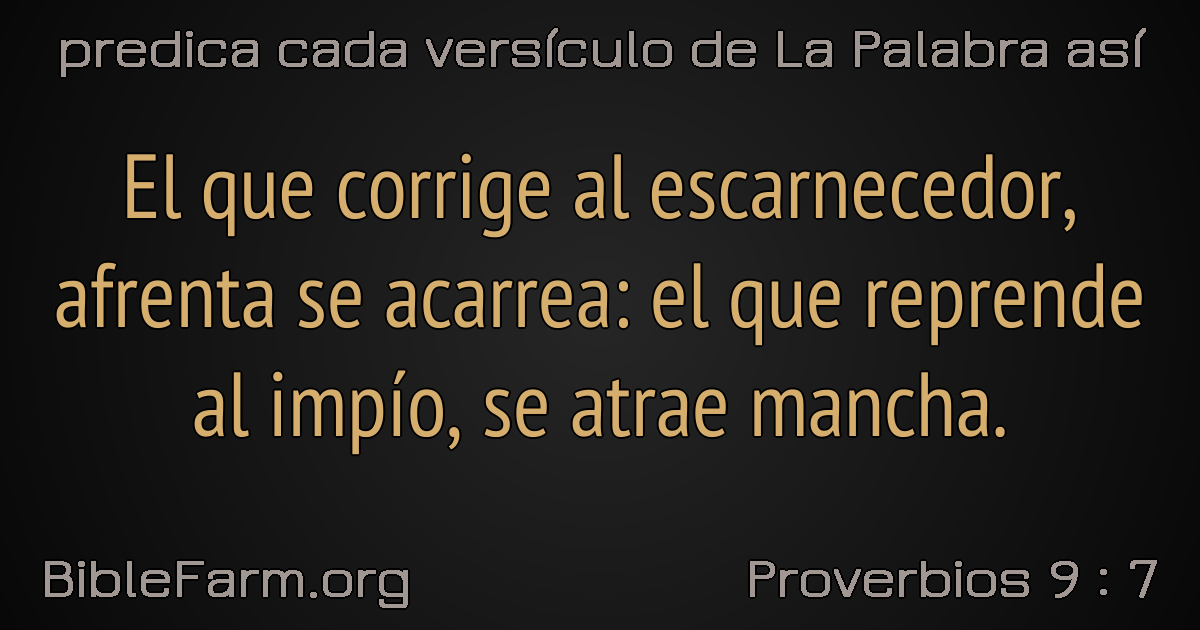 predica cada versículo de La Palabra así
El que corrige al escarnecedor,
afrenta se acarrea: el que reprende
al impío, se atrae mancha.
BibleFarm.org
Proverbios 9 : 7